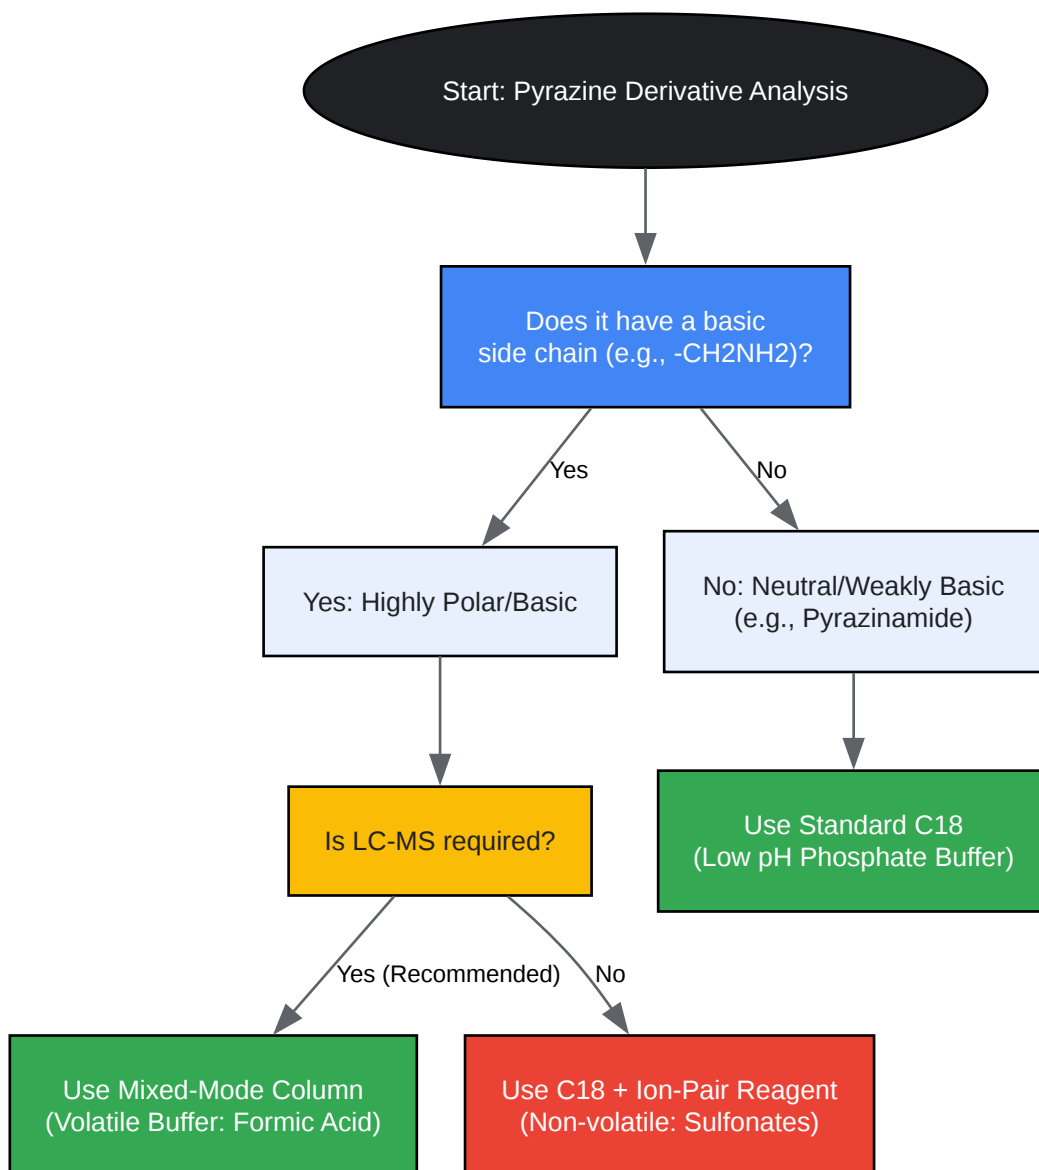 Start: Pyrazine Derivative Analysis
Does it have a basic
side chain (e.g., -CH2NH2)?
Yes
No
Yes: Highly Polar/Basic
No: Neutral/Weakly Basic
(e.g., Pyrazinamide)
Is LC-MS required?
Use Standard C18
(Low pH Phosphate Buffer)
Yes (Recommended)
No
Use Mixed-Mode Column
(Volatile Buffer: Formic Acid)
Use C18 + Ion-Pair Reagent
(Non-volatile: Sulfonates)